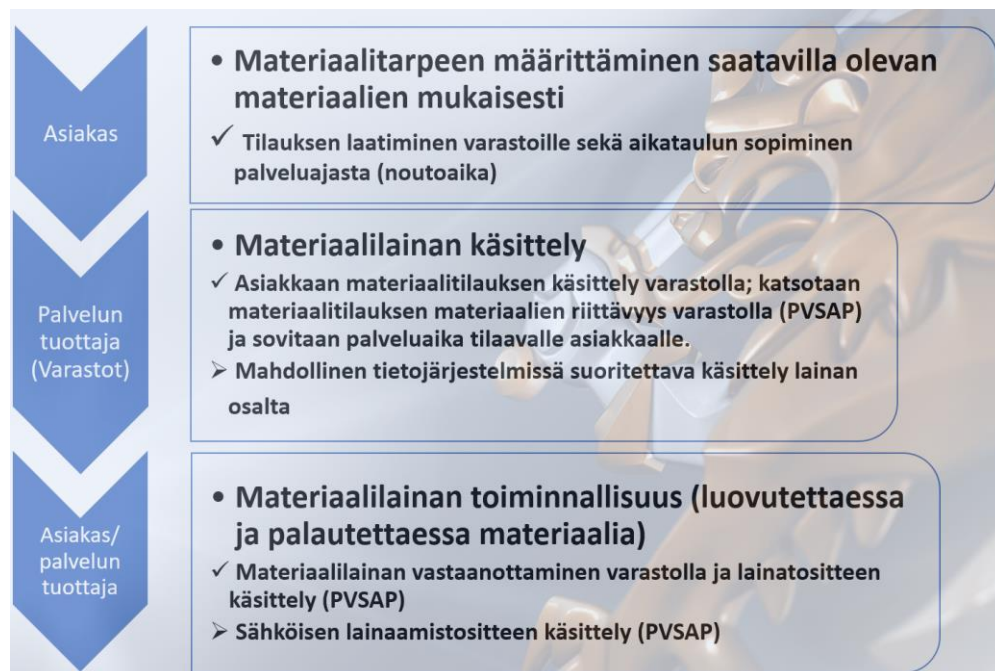 Asiakas
• Materiaalitarpeen määrittäminen saatavilla olevan
materiaalien mukaisesti
✓ Tilauksen laatiminen varastoille sekä aikataulun sopiminen
palveluajasta (noutoaika)
Palvelun
tuottaja
(Varastot)
• Materiaalilainan käsittely
✓ Asiakkaan materiaalitilauksen käsittely varastolla; katsotaan
materiaalitilauksen materiaalien riittävyys varastolla (PVSAP)
ja sovitaan palveluaika tilaavalle asiakkaalle.
➢ Mahdollinen tietojärjestelmissä suoritettava käsittely lainan
osalta
Asiakas/
palvelun
tuottaja
• Materiaalilainan toiminnallisuus (luovutettaessa
ja palautettaessa materiaalia)
✓ Materiaalilainan vastaanottaminen varastolla ja lainatositteen
käsittely (PVSAP)
➢ Sähköisen lainaamistositteen käsittely (PVSAP)